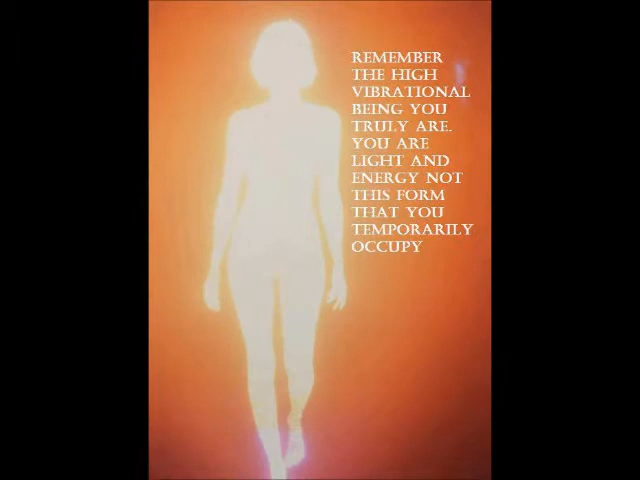 REMEMBER
THE HIGH
VIBRATIONAL
BEING YOU
TRULY ARE.
YOU ARE
LIGHT AND
ENERGY NOT
THIS FORM
THAT YOU
TEMPORARILY
OCCUPY